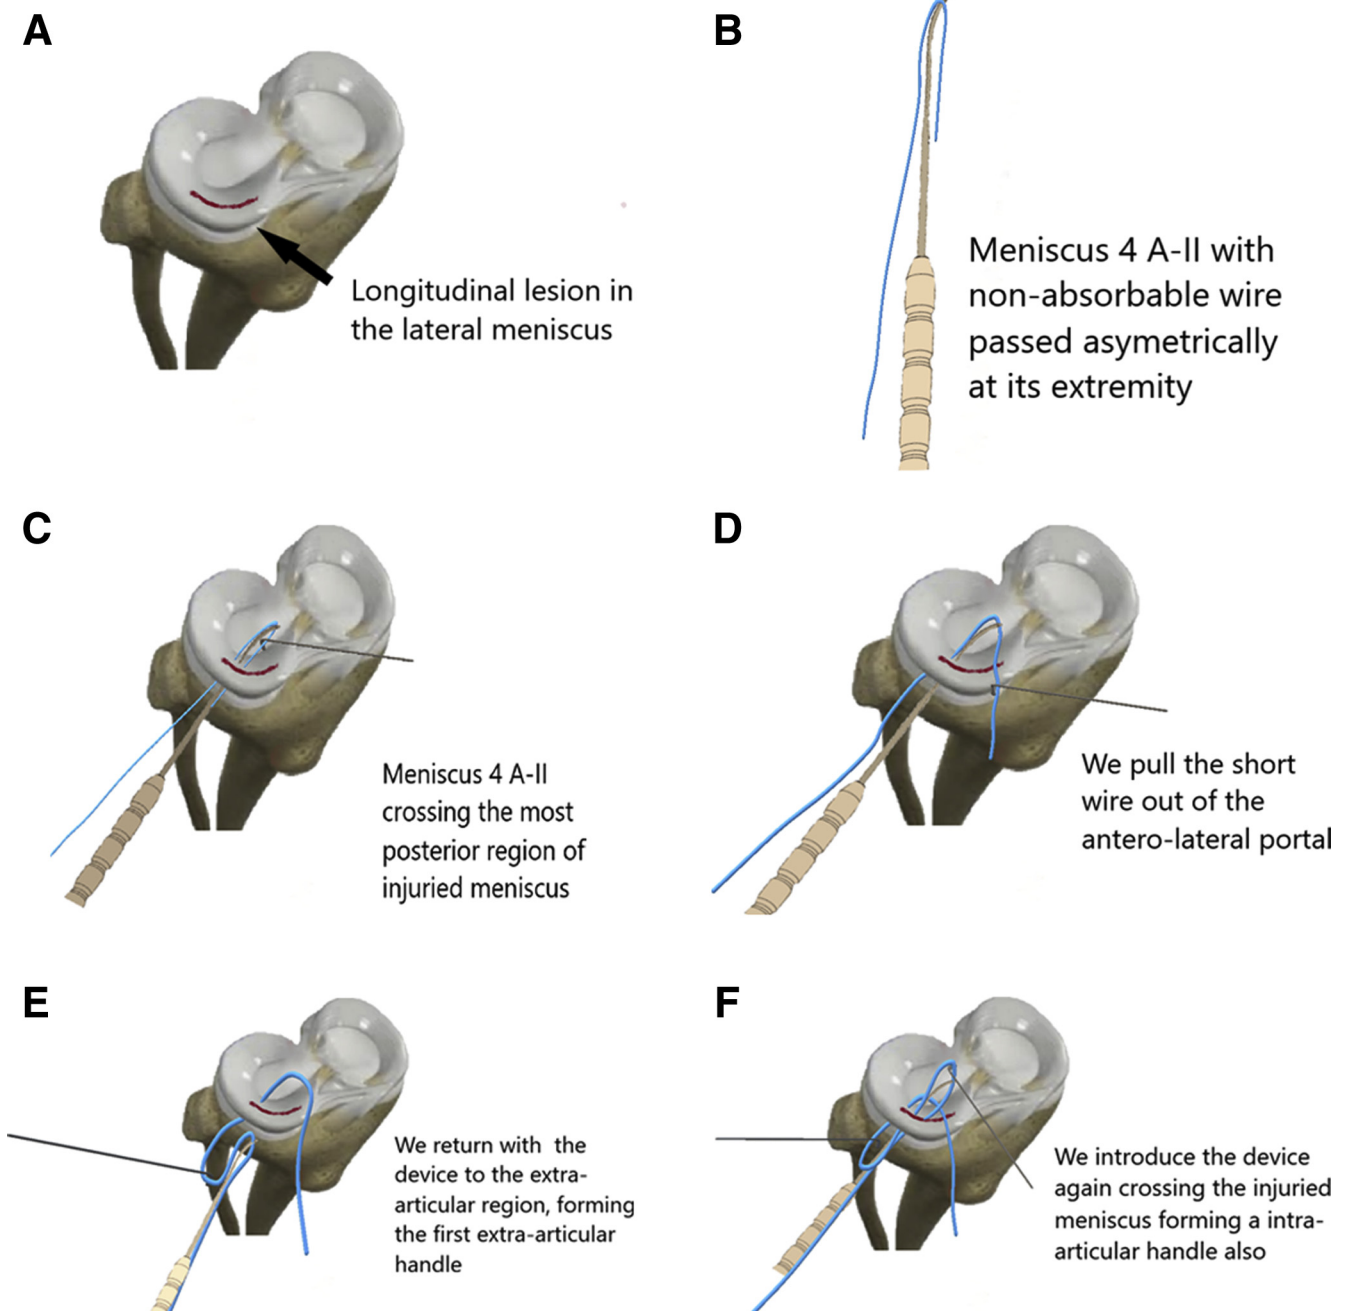 A
Longitudinal lesion in
the lateral meniscus
B
Meniscus 4 A-II with
non-absorbable wire
passed asymetrically
at its extremity
C
Meniscus 4 A-II
crossing the most
posterior region of
injuried meniscus
D
We pull the short
wire out of the
antero-lateral portal
E
We return with the
device to the extra-
articular region, forming
the first extra-articular
handle
F
We introduce the device
again crossing the injuried
meniscus forming a intra-
articular handle also